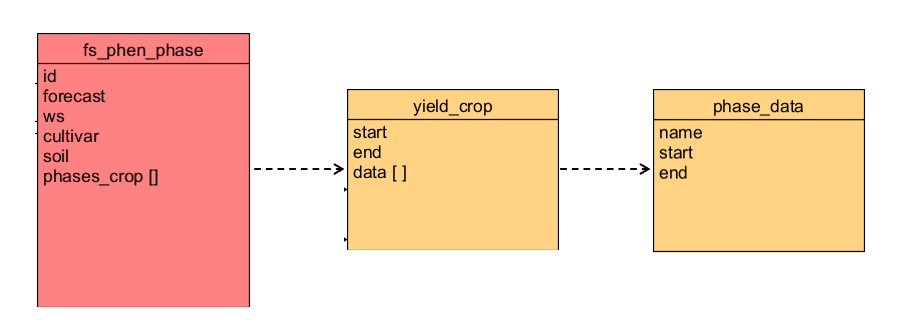 fs_phen_phase
id
forecast
ws
cultivar
soil
phases_crop []
yield_crop
start
end
data [ ]
phase_data
name
start
end